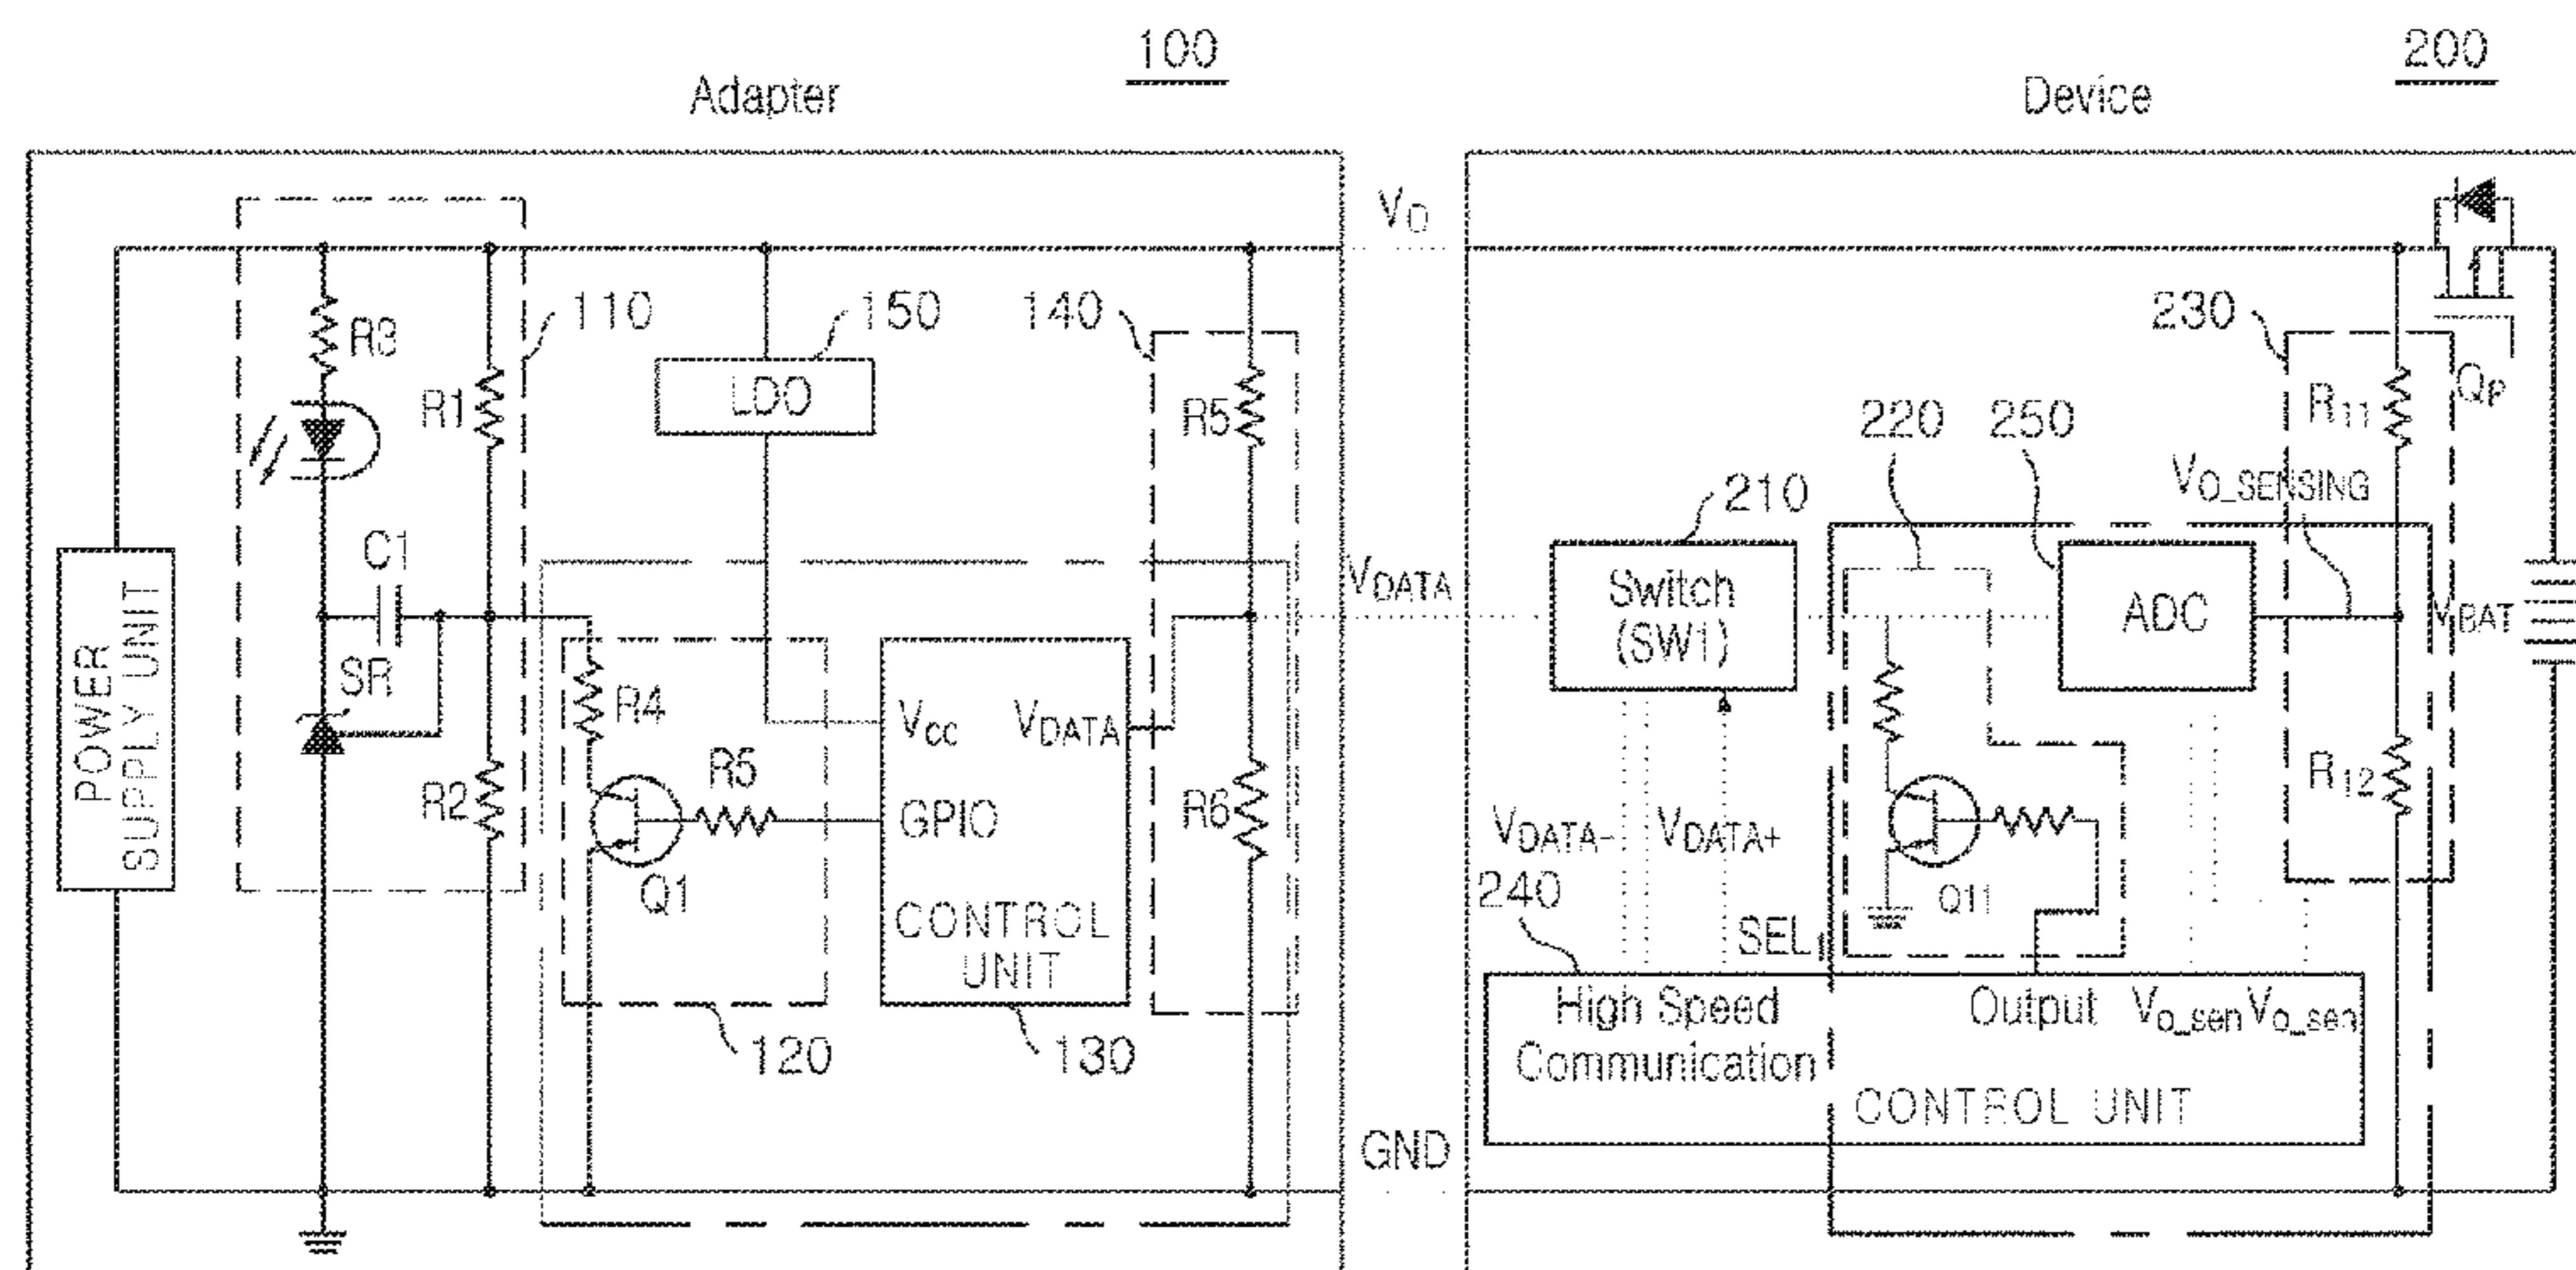 100
200
Adapter
Device
VO
R3
110
150
140
230
R1
LDO
R5
R11
QP
220
250
VO_SENSING
210
C1
VDATA
Switch
(SW1)
ADC
VBAT
POWER
SUPPLY UNIT
SR
R4
VCC
VDATA
R5
R2
GPIO
R6
R12
VDATA-
VDATA+
Q1
240
Q11
CONTROL
UNIT
SEL1
High Speed
Communication
Output
VO_sen
VO_sen
120
130
CONTROL UNIT
GND